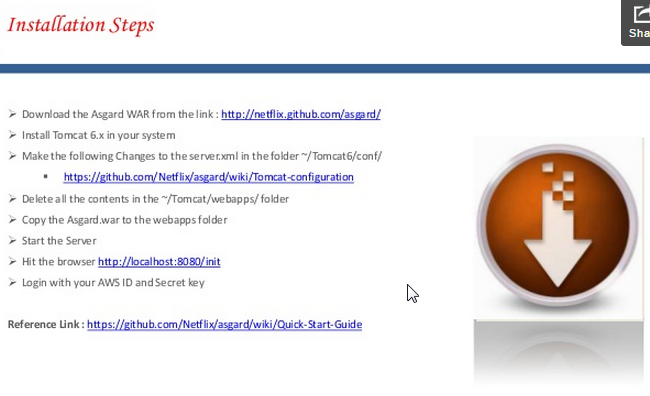 Installation Steps
Sha
Download the Asgard WAR from the link : http://netflix.github.com/asgard/
Install Tomcat 6.x in your system
Make the following Changes to the server.xml in the folder ~/Tomcat6/conf/
https://github.com/Netflix/asgard/wiki/Tomcat-configuration
Delete all the contents in the ~/Tomcat/webapps/ folder
Copy the Asgard.war to the webapps folder
Start the Server
Hit the browser http://localhost:8080/init
Login with your AWS ID and Secret key
Reference Link : https://github.com/Netflix/asgard/wiki/Quick-Start-Guide